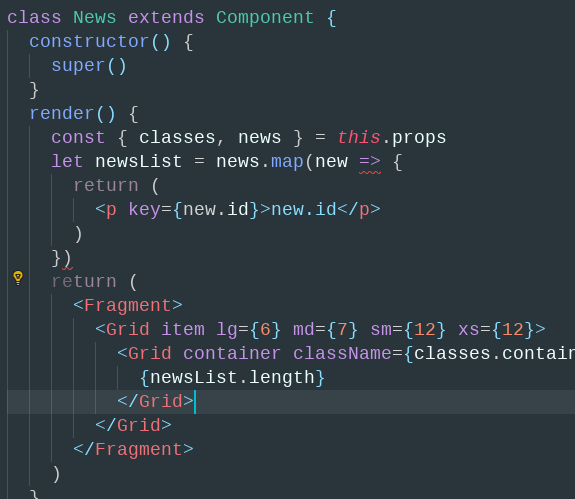 class News extends Component {
constructor() {
super()
}
render() {
const { classes, news } = this.props
let newsList = news.map(new => {
return (
<p key={new.id}>new.id</p>
)
})
return (
<Fragment>
<Grid item lg={6} md={7} sm={12} xs={12}>
<Grid container className={classes.contain
{newsList.length}
</Grid>
</Grid>
</Fragment>
)
}